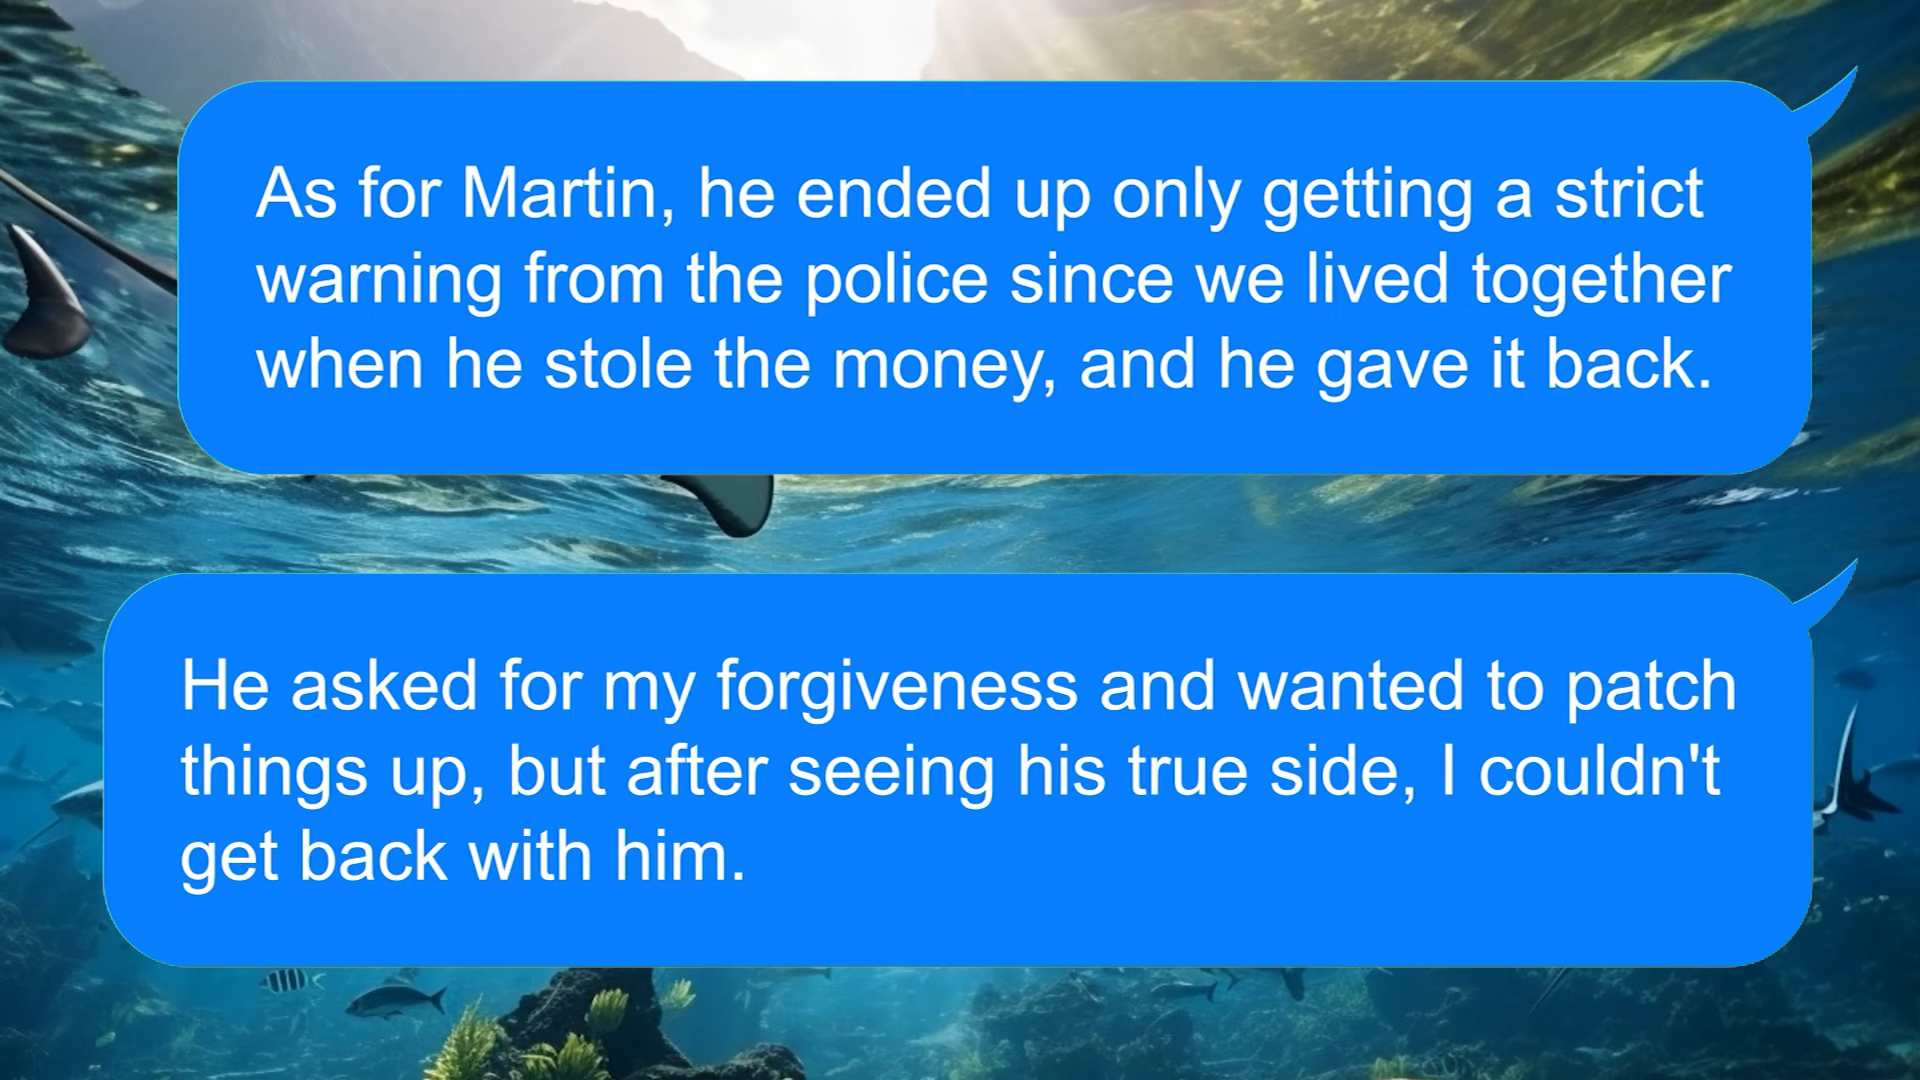 As for Martin, he ended up only getting a strict
warning from the police since we lived together
when he stole the money, and he gave it back.
He asked for my forgiveness and wanted to patch
things up, but after seeing his true side, I couldn't
get back with him.